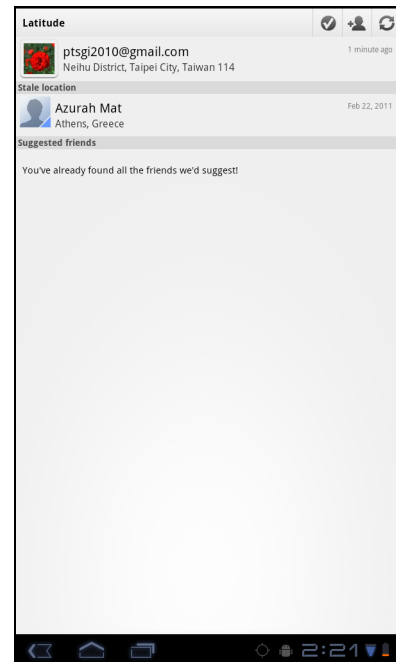 Latitude
ptsgi2010@gmail.com
1 minute ago
Neihu District, Taipei City, Taiwan 114
Stale location
Azurah Mat
Feb 22, 2011
Athens, Greece
Suggested friends
You've already found all the friends we'd suggest!
2:21